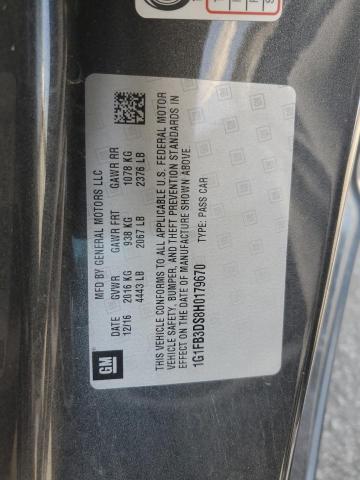 MFD BY GENERAL MOTORS LLC
DATE GVWR GAWR FRT GAWR RR
12/16 2016 KG 938 KG 1078 KG
4443 LB 2067 LB 2376 LB
THIS VEHICLE CONFORMS TO ALL APPLICABLE U.S. FEDERAL MOTOR
VEHICLE SAFETY, BUMPER, AND THEFT PREVENTION STANDARDS IN
EFFECT ON THE DATE OF MANUFACTURE SHOWN ABOVE.
1G1FB3DS8H0179670 TYPE: PASS CAR
GM